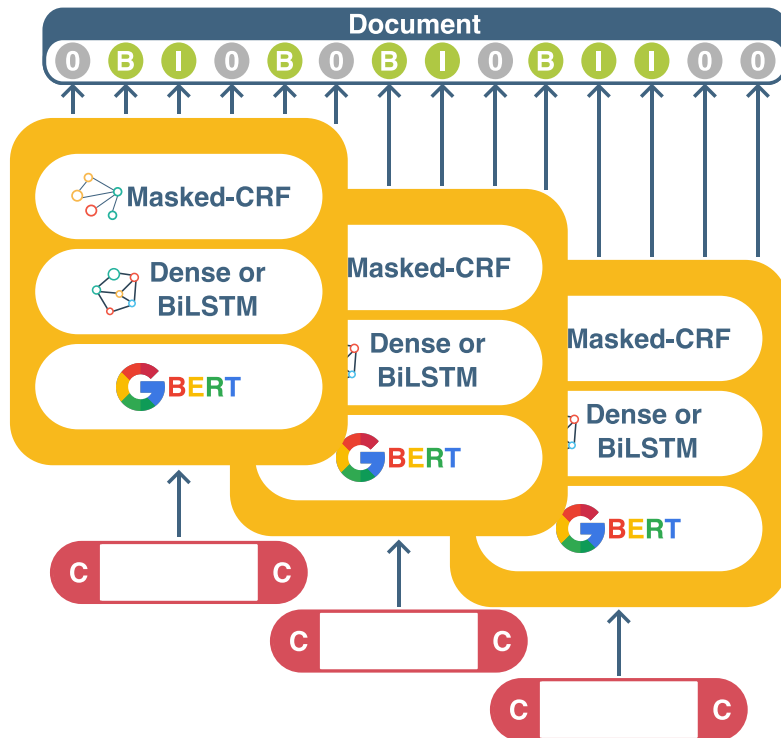 Document
0 B I 0 B 0 B I 0 B I I 0 0
Masked-CRF
Dense or
BiLSTM
BERT
Masked-CRF
Dense or
BiLSTM
BERT
Masked-CRF
Dense or
BiLSTM
BERT
C C
C C
C C